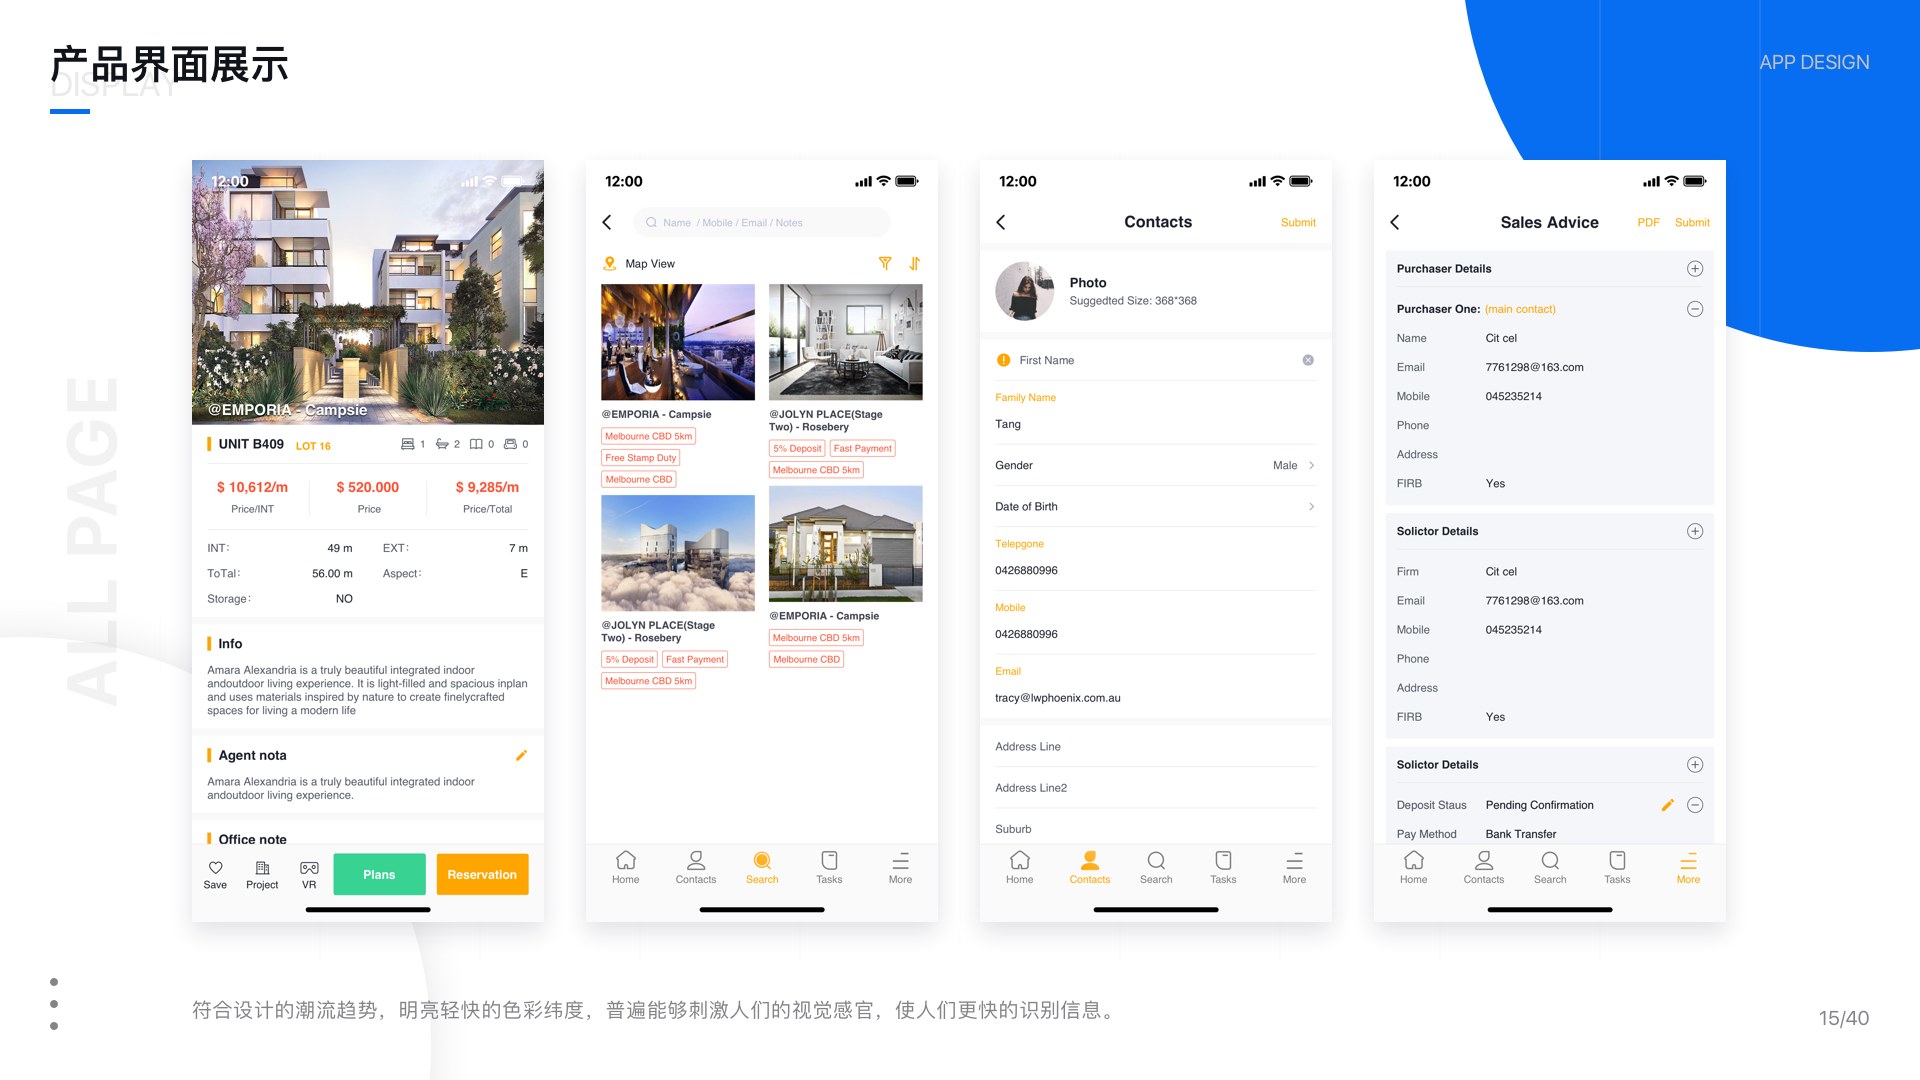 产品界面展示
DISPLAY
APP DESIGN
ALL PAGE
12:00
@EMPORIA - Campsie
UNIT B409 LOT 16 1 2 0 0
$ 10,612/m $ 520.000 $ 9,285/m
Price/INT Price Price/Total
INT: 49 m EXT: 7 m
ToTal: 56.00 m Aspect: E
Storage: NO
Info
Amara Alexandria is a truly beautiful integrated indoor
andoutdoor living experience. It is light-filled and spacious inplan
and uses materials inspired by nature to create finelycrafted
spaces for living a modern life
Agent nota
Amara Alexandria is a truly beautiful integrated indoor
andoutdoor living experience.
Office note
Save Project VR Plans Reservation
12:00
Name / Mobile / Email / Notes
Map View
@EMPORIA - Campsie
Melbourne CBD 5km
Free Stamp Duty
Melbourne CBD
@JOLYN PLACE(Stage
Two) - Rosebery
5% Deposit Fast Payment
Melbourne CBD 5km
@JOLYN PLACE(Stage
Two) - Rosebery
5% Deposit Fast Payment
Melbourne CBD 5km
@EMPORIA - Campsie
Melbourne CBD 5km
Melbourne CBD
Home Contacts Search Tasks More
12:00
Contacts Submit
Photo
Suggedted Size: 368*368
First Name
Family Name
Tang
Gender Male
Date of Birth
Telepgone
0426880996
Mobile
0426880996
Email
tracy@lwphoenix.com.au
Address Line
Address Line2
Suburb
Home Contacts Search Tasks More
12:00
Sales Advice PDF Submit
Purchaser Details
Purchaser One: (main contact)
Name Cit cel
Email 7761298@163.com
Mobile 045235214
Phone
Address
FIRB Yes
Solictor Details
Firm Cit cel
Email 7761298@163.com
Mobile 045235214
Phone
Address
FIRB Yes
Solictor Details
Deposit Staus Pending Confirmation
Pay Method Bank Transfer
Home Contacts Search Tasks More
符合设计的潮流趋势，明亮轻快的色彩纬度，普遍能够刺激人们的视觉感官，使人们更快的识别信息。
15/40